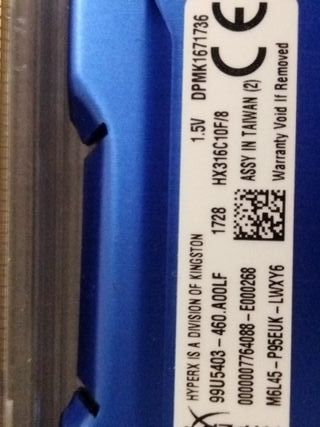 HYPERX IS A DIVISION OF KINGSTON 1.5V DPMK1671736
99U5403-460.A00LF 1728 HX316C10F/8
0000007764088-E000268 ASSY IN TAIWAN (2)
M6L45-P95EUK-LWXY6 Warranty Void If Removed
CE